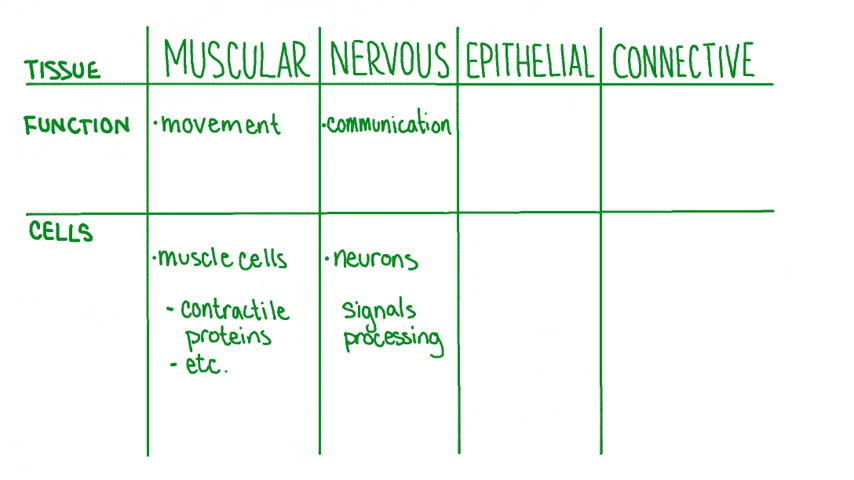 TISSUE MUSCULAR NERVOUS EPITHELIAL CONNECTIVE
FUNCTION • movement • communication
CELLS
• muscle cells • neurons
- contractile signals
proteins processing
- etc.